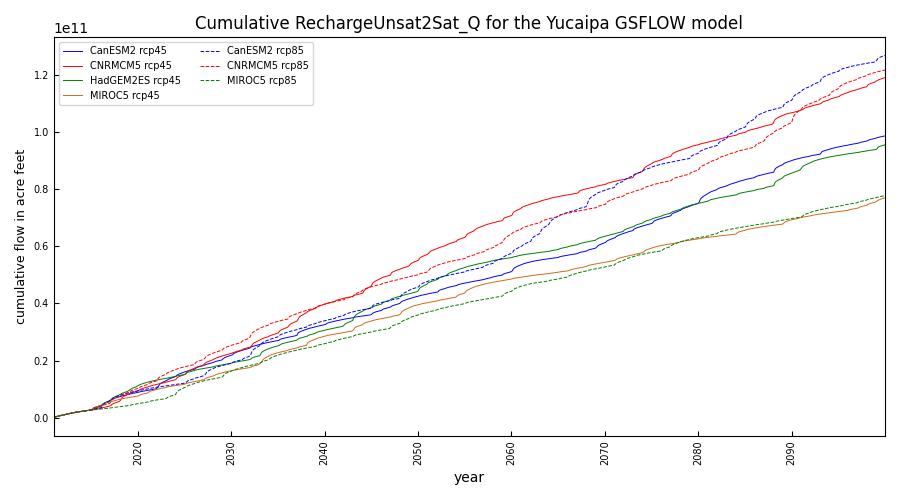 Cumulative RechargeUnsat2Sat_Q for the Yucaipa GSFLOW model
1e11
CanESM2 rcp45
CNRMCM5 rcp45
HadGEM2ES rcp45
MIROC5 rcp45
CanESM2 rcp85
CNRMCM5 rcp85
MIROC5 rcp85
cumulative flow in acre feet
1.2
1.0
0.8
0.6
0.4
0.2
0.0
2020
2030
2040
2050
2060
2070
2080
2090
year